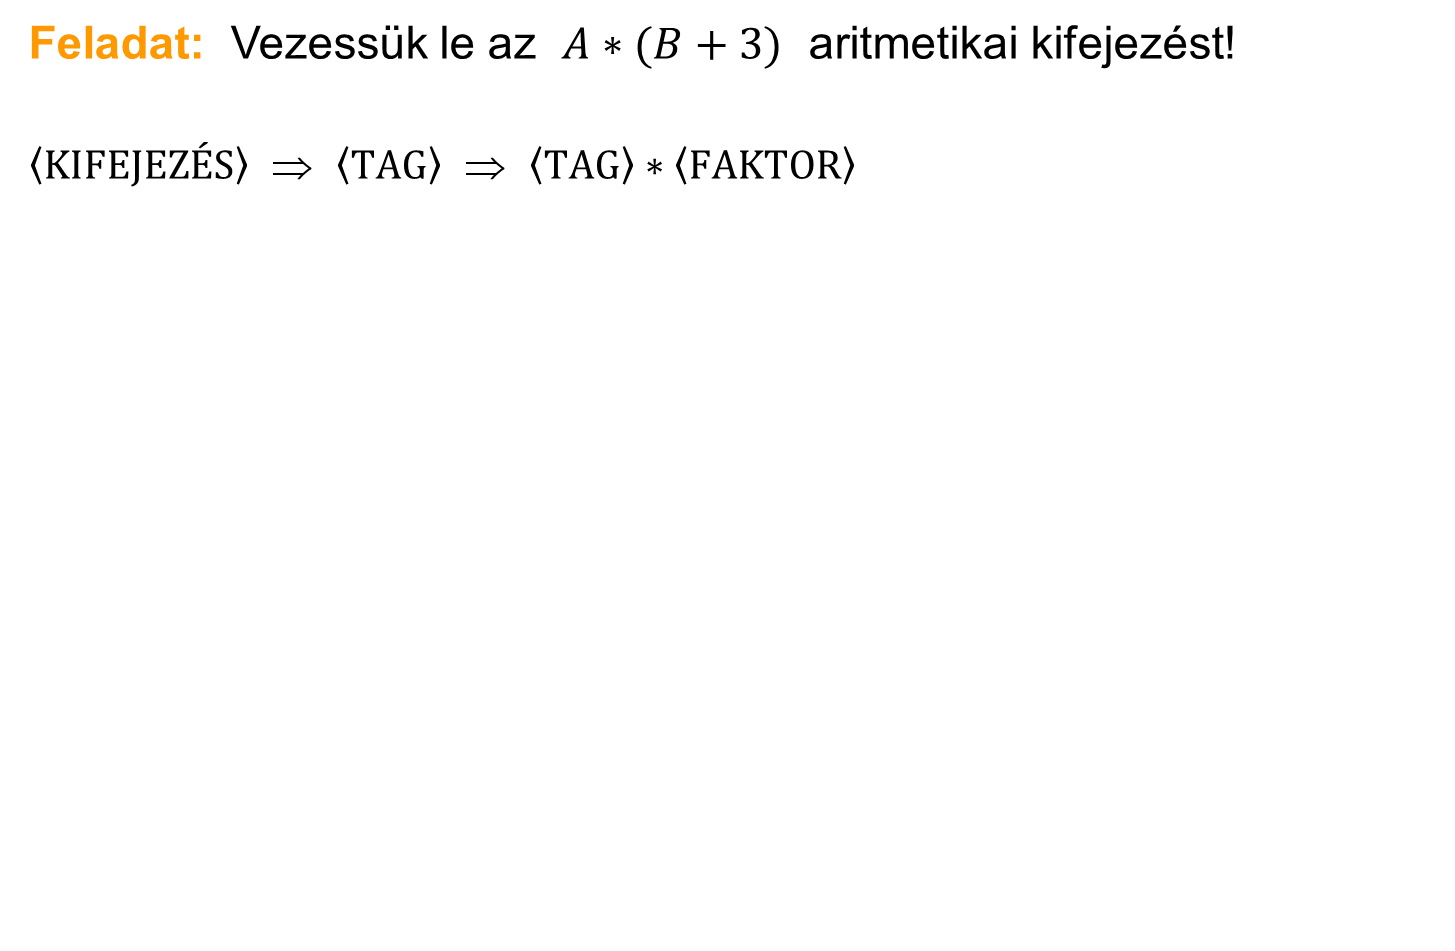 Feladat: Vezessük le az A ∗ (B + 3) aritmetikai kifejezést!
⟨KIFEJEZÉS⟩ ⟹ ⟨TAG⟩ ⟹ ⟨TAG⟩ ∗ ⟨FAKTOR⟩